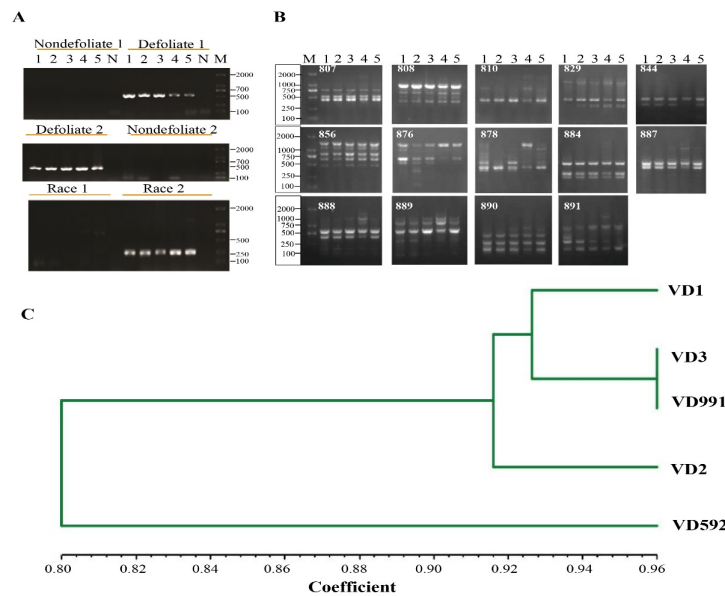 A
B
Nondefoliate 1 Defoliate 1
1 2 3 4 5 N 1 2 3 4 5 N M
2000
700
500
100
Defoliate 2 Nondefoliate 2
2000
700
500
100
Race 1 Race 2
2000
500
250
100
M 1 2 3 4 5 1 2 3 4 5 1 2 3 4 5 1 2 3 4 5 1 2 3 4 5
807 808 810 829 844
2000
1000
750
500
250
100
856 876 878 884 887
2000
1000
750
500
250
100
888 889 890 891
2000
1000
750
500
250
100
C
VD1
VD3
VD991
VD2
VD592
0.80 0.82 0.84 0.86 0.88 0.90 0.92 0.94 0.96
Coefficient